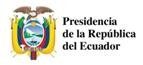 Presidencia
de la República
del Ecuador